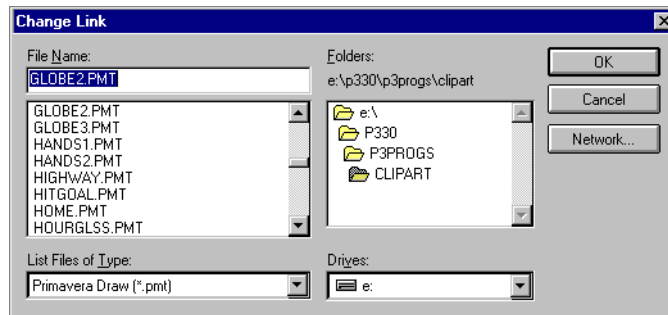 Change Link
File Name:
GLOBE2.PMT
GLOBE2.PMT
GLOBE3.PMT
HANDS1.PMT
HANDS2.PMT
HIGHWAY.PMT
HITGOAL.PMT
HOME.PMT
HOURGLSS.PMT
List Files of Type:
Primavera Draw (*.pmt)
Folders:
e:\p330\p3progs\clipart
e:\
P330
P3PROGS
CLIPART
Drives:
e:
OK
Cancel
Network...